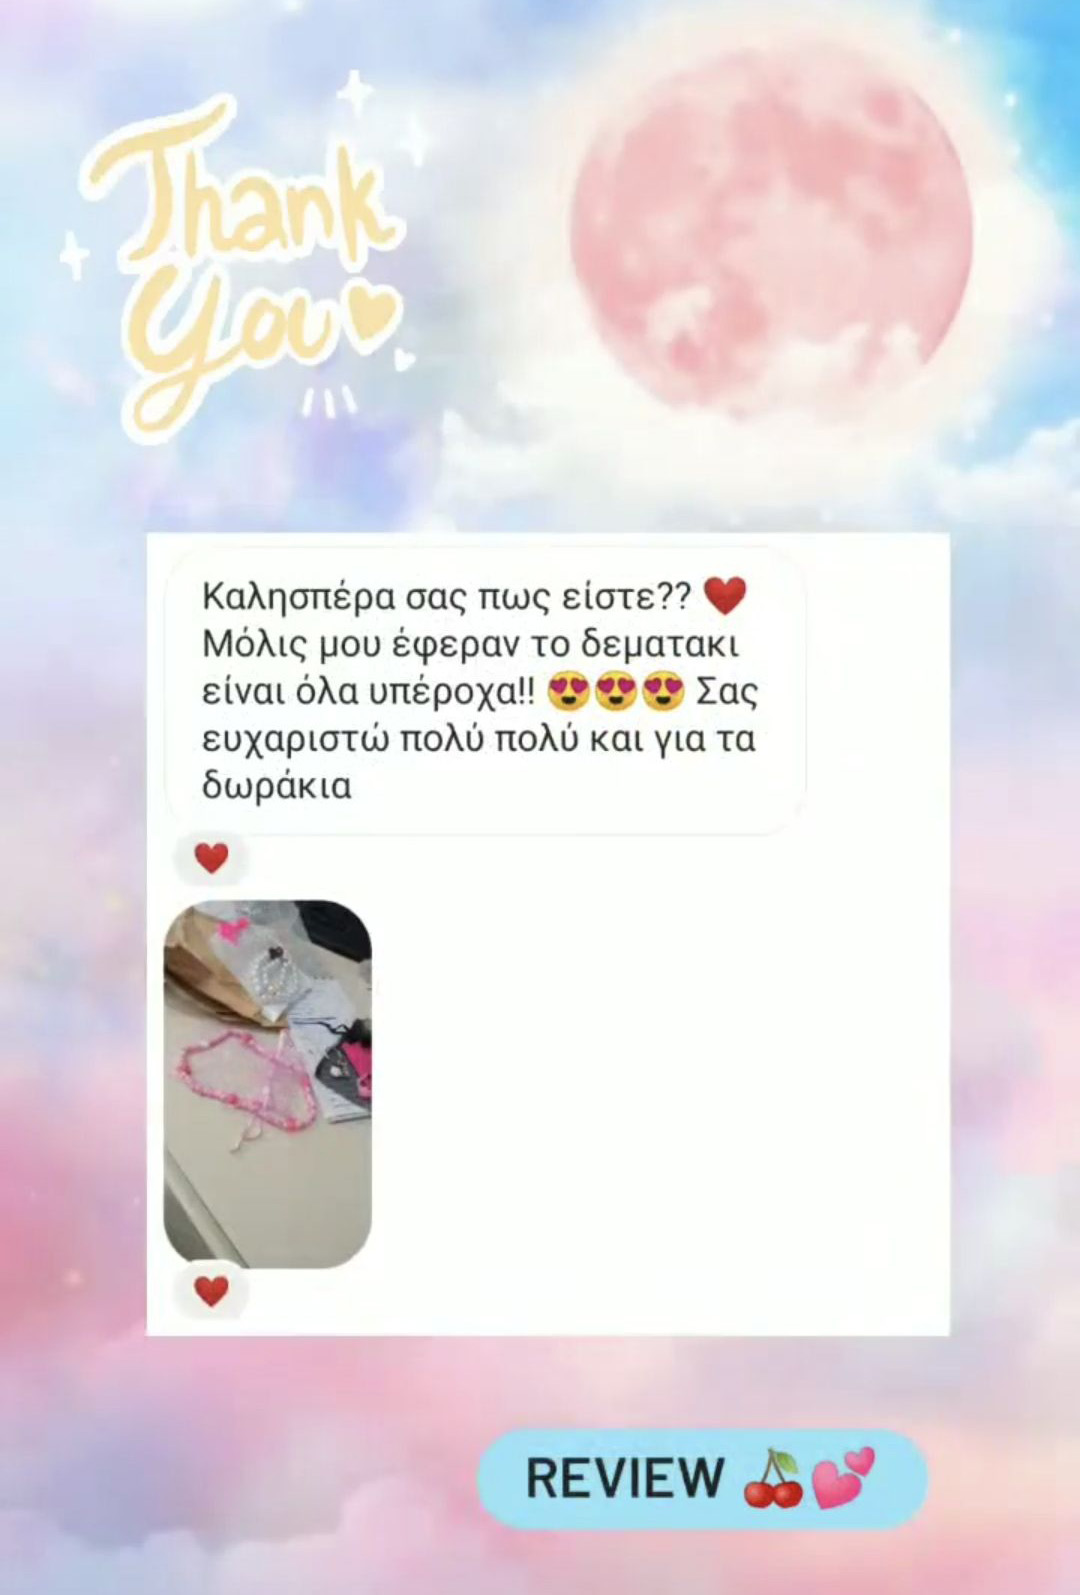 Thank
You
Καλησπέρα σας πως είστε?? ❤️
Μόλις μου έφεραν το δεματακι
είναι όλα υπέροχα!! 😍😍😍 Σας
ευχαριστώ πολύ πολύ και για τα
δωράκια
REVIEW 🍒💕